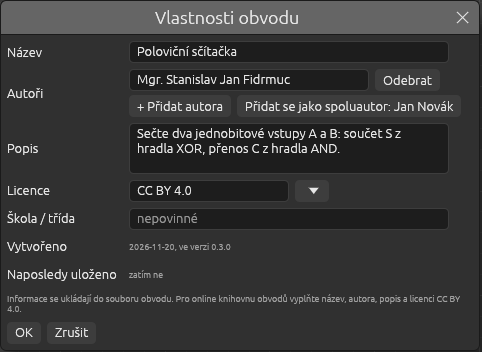 Vlastnosti obvodu
Název
Poloviční sčítačka
Autoři
Mgr. Stanislav Jan Fidrmuc
Odebrat
+ Přidat autora
Přidat se jako spoluautor: Jan Novák
Popis
Sečte dva jednobitové vstupy A a B: součet S z
hradla XOR, přenos C z hradla AND.
Licence
CC BY 4.0
Škola / třída
nepovinné
Vytvořeno
2026-11-20, ve verzi 0.3.0
Naposledy uloženo
zatím ne
Informace se ukládají do souboru obvodu. Pro online knihovnu obvodů vyplňte název, autora, popis a licenci CC BY
4.0.
OK
Zrušit